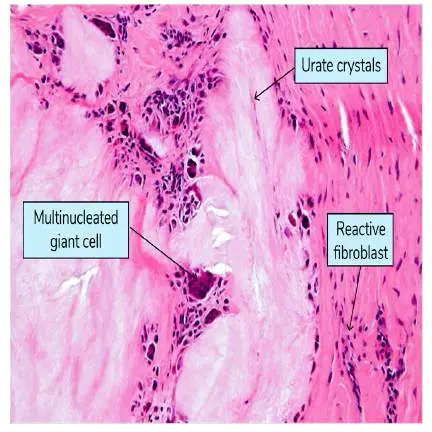 Urate crystals
Multinucleated
giant cell
Reactive
fibroblast